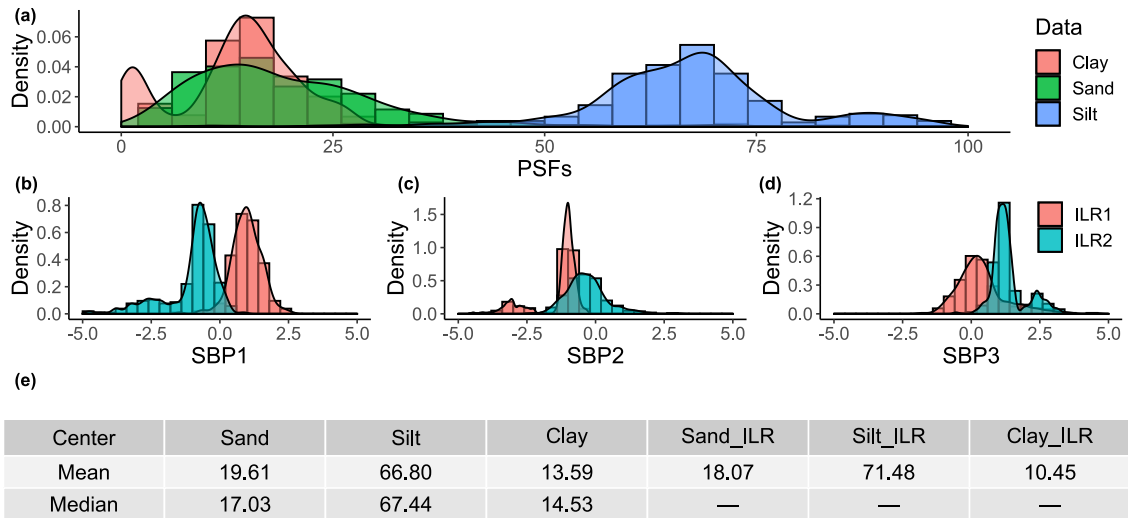 (a)
Density
0.06
0.04
0.02
0.00
0 25 50 75 100
PSFs
Data
Clay
Sand
Silt
(b)
Density
0.8
0.6
0.4
0.2
0.0
-5.0 -2.5 0.0 2.5 5.0
SBP1
(c)
Density
1.5
1.0
0.5
0.0
-5.0 -2.5 0.0 2.5 5.0
SBP2
(d)
Density
1.2
0.9
0.6
0.3
0.0
-5.0 -2.5 0.0 2.5 5.0
SBP3
ILR1
ILR2
(e)
Center Sand Silt Clay Sand_ILR Silt_ILR Clay_ILR
Mean 19.61 66.80 13.59 18.07 71.48 10.45
Median 17.03 67.44 14.53 — — —